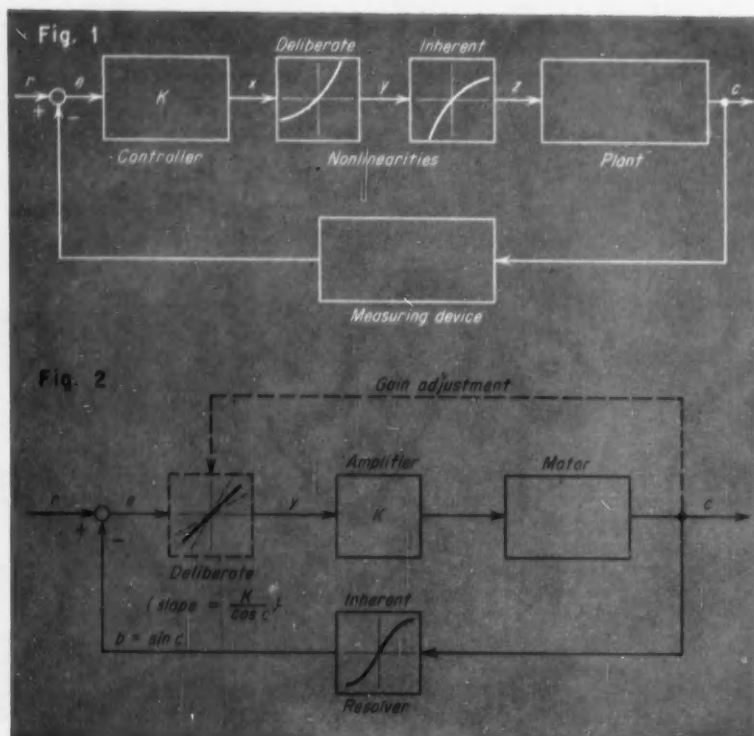 Fig. 1
Deliberate
Inherent
r
e
K
x
y
z
c
+
−
Controller
Nonlinearities
Plant
Measuring device
Fig. 2
Gain adjustment
Amplifier
Motor
r
e
y
K
c
+
−
Deliberate
(slope = K/cos c)
Inherent
b = sin c
Resolver